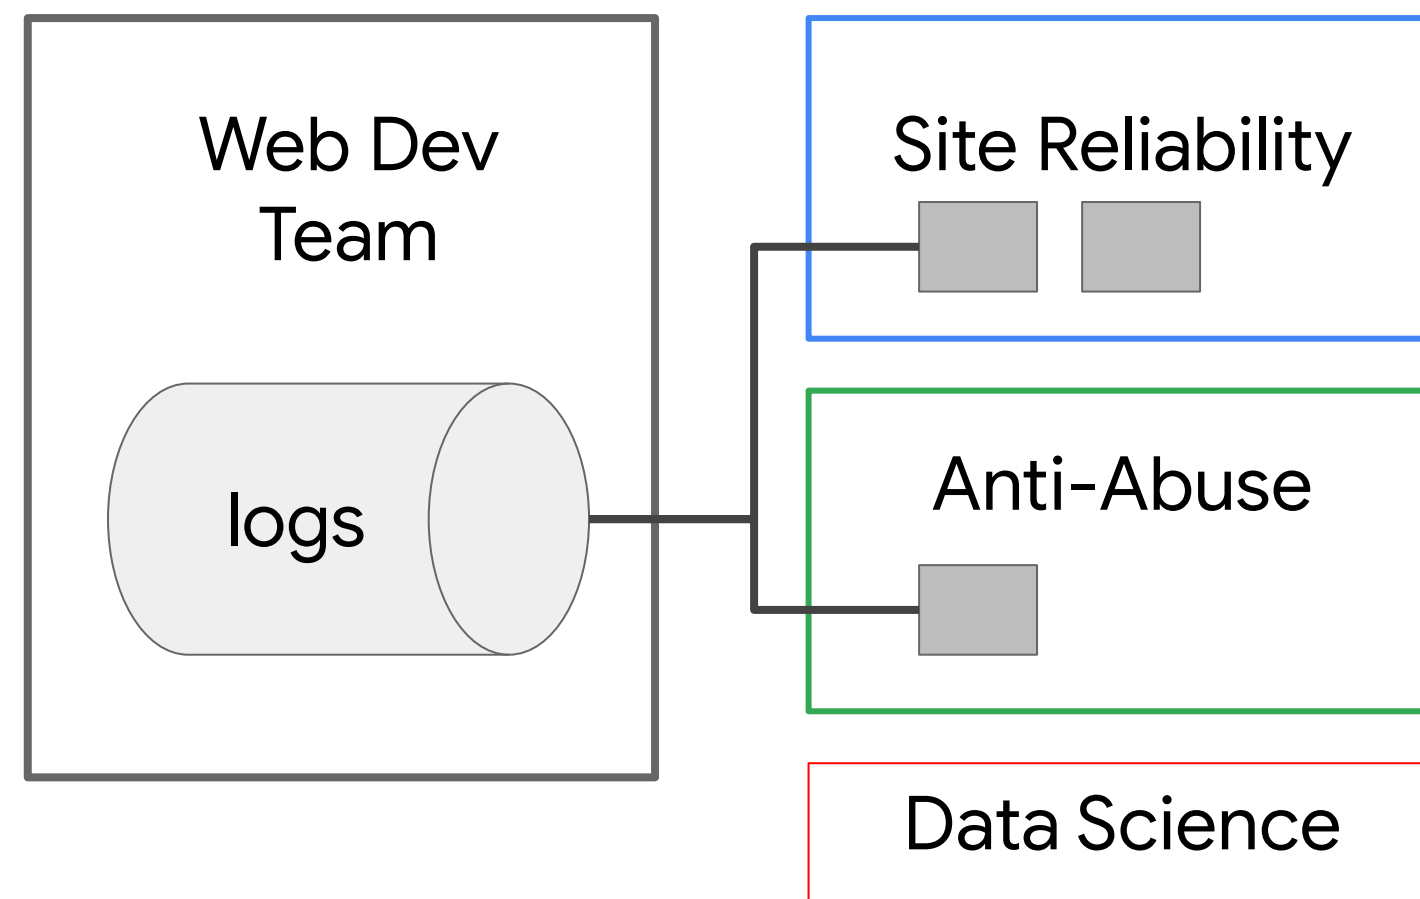 Web Dev
Team
logs
Site Reliability
Anti-Abuse
Data Science